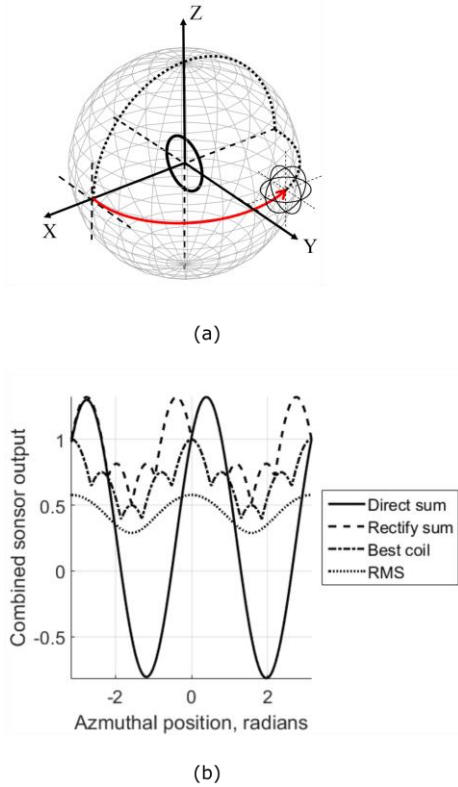 Z
X
Y
(a)
Combined sonsor output
1
0.5
0
-0.5
-2
0
2
Azmuthal position, radians
Direct sum
Rectify sum
Best coil
RMS
(b)